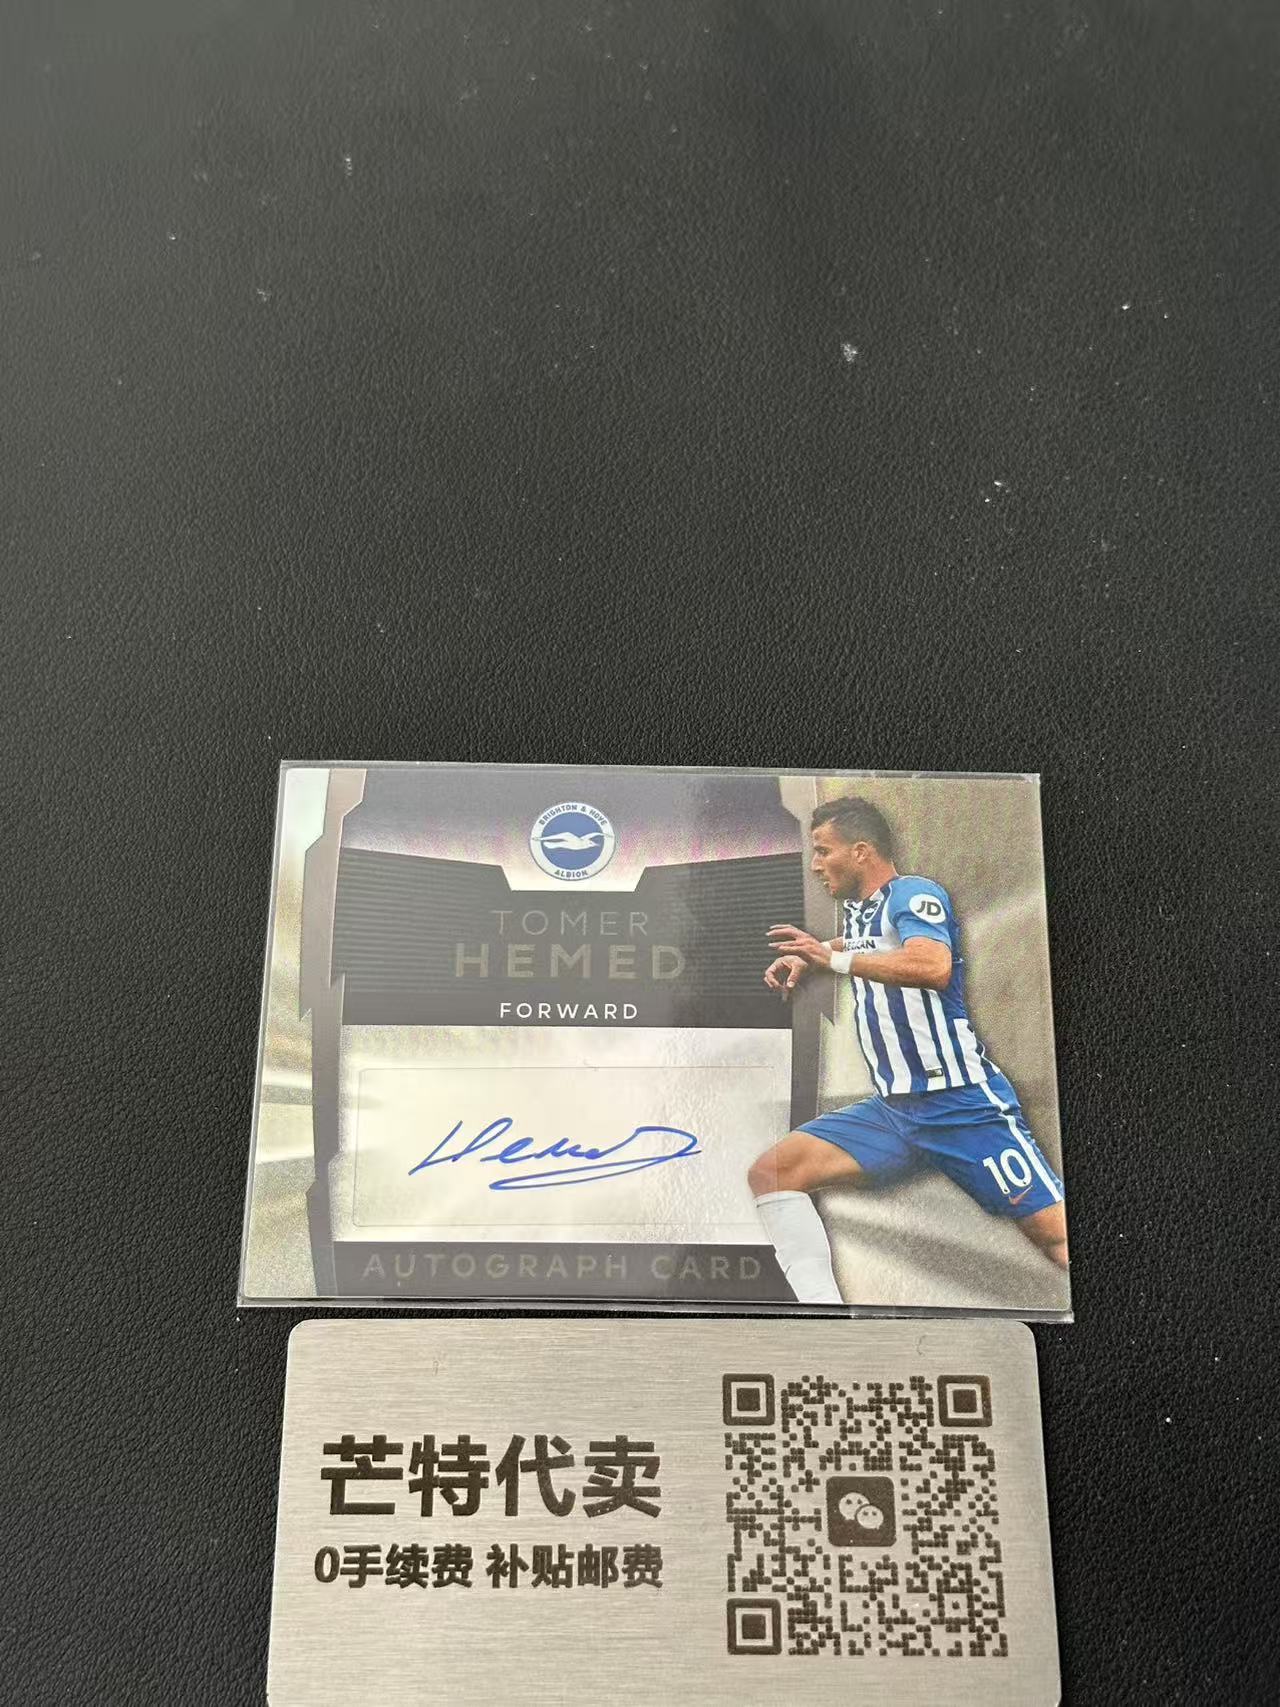 BRIGHTON & HOVE
ALBION
TOMER
HEMED
FORWARD
Hemed
AUTOGRAPH CARD
JD
10
芒特代卖
0手续费 补贴邮费